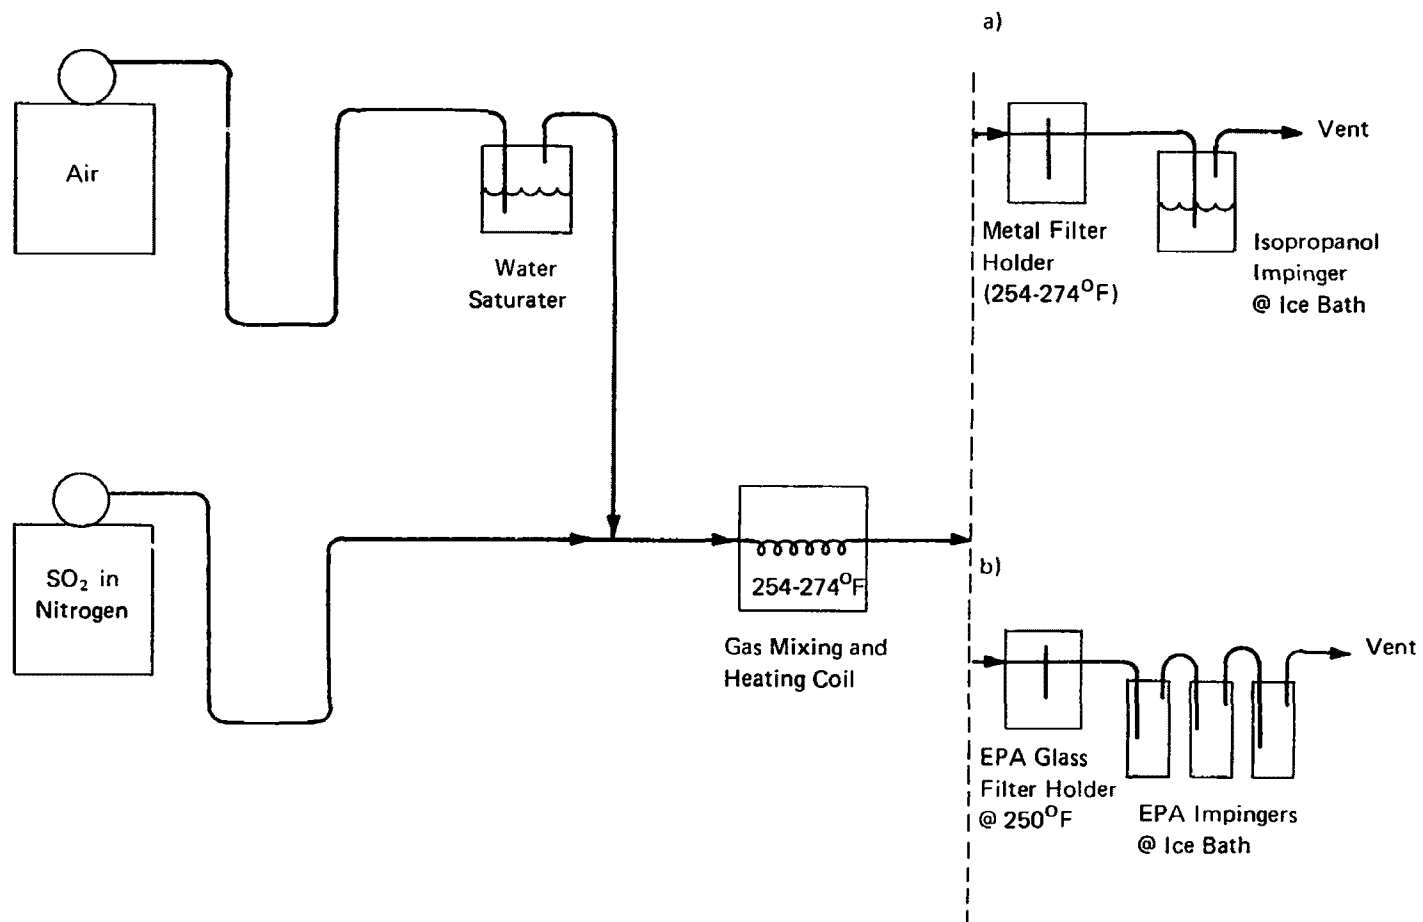 a)
Air
Vent
Water
Saturater
Metal Filter
Holder
(254-274°F)
Isopropanol
Impinger
@ Ice Bath
SO₂ in
Nitrogen
254-274°F
Gas Mixing and
Heating Coil
b)
Vent
EPA Glass
Filter Holder
@ 250°F
EPA Impingers
@ Ice Bath